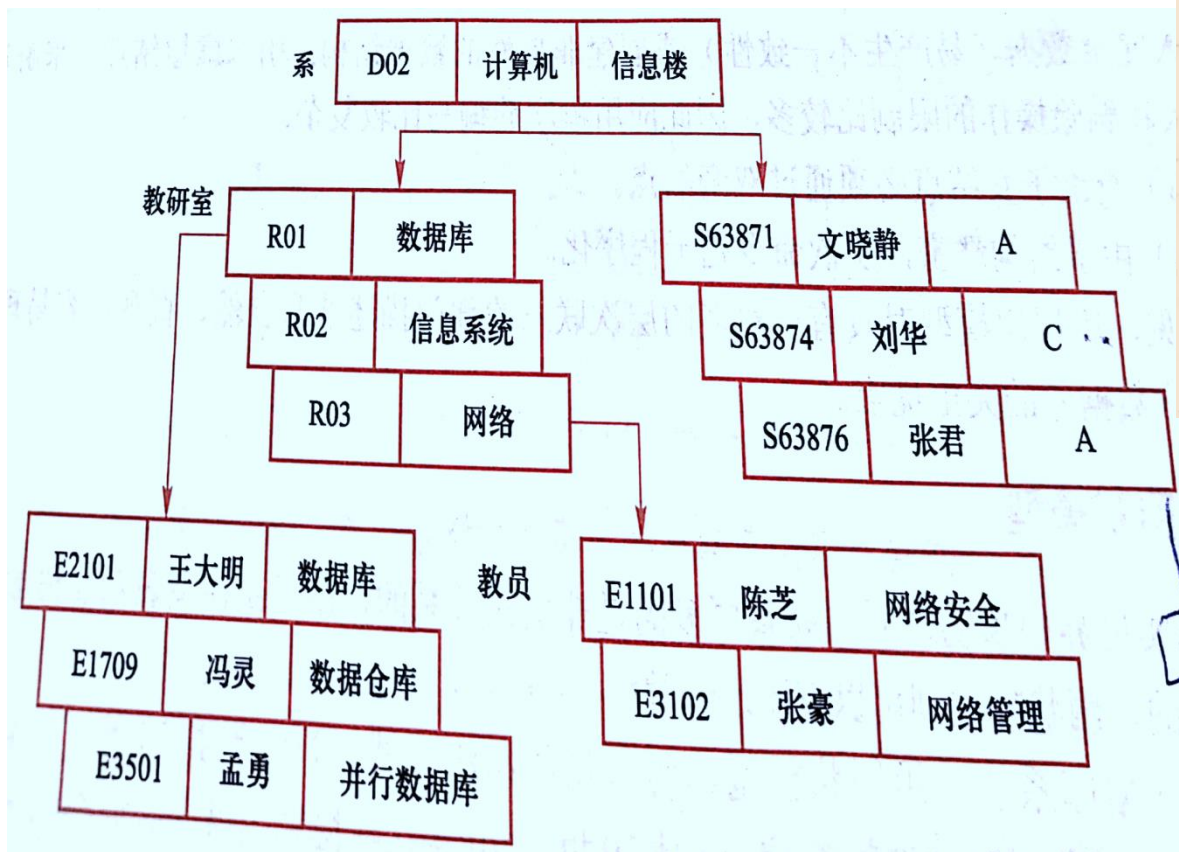 系 D02 计算机 信息楼
教研室
R01 数据库
R02 信息系统
R03 网络
S63871 文晓静 A
S63874 刘华 C
S63876 张君 A
E2101 王大明 数据库
E1709 冯灵 数据仓库
E3501 孟勇 并行数据库
教员
E1101 陈芝 网络安全
E3102 张豪 网络管理